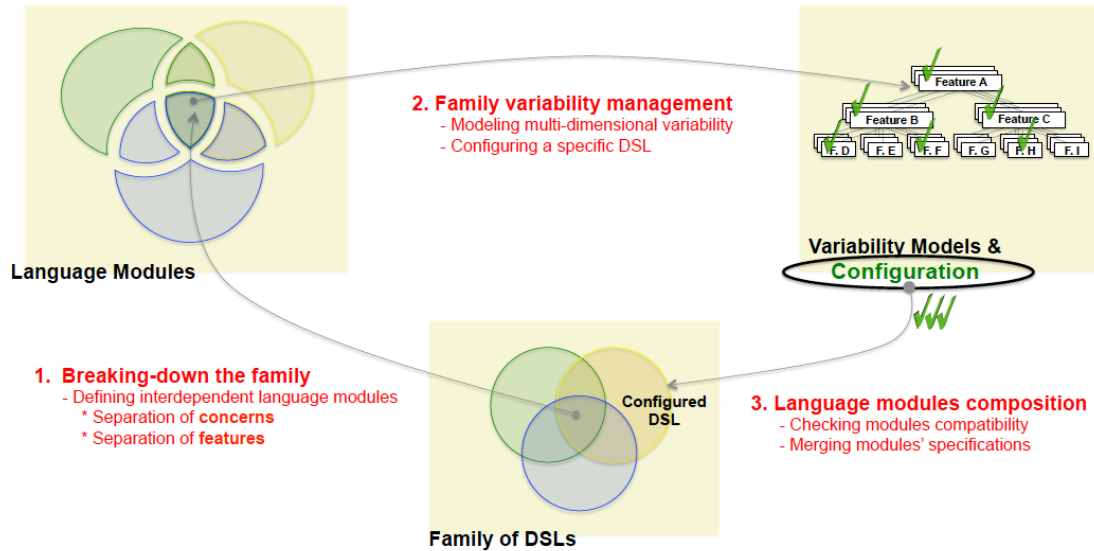 Feature A
Feature B
Feature C
F. D
F. E
F. F
F. G
F. H
F. I
2. Family variability management
- Modeling multi-dimensional variability
- Configuring a specific DSL
Language Modules
Variability Models &
Configuration
1. Breaking-down the family
- Defining interdependent language modules
* Separation of concerns
* Separation of features
Configured
DSL
3. Language modules composition
- Checking modules compatibility
- Merging modules' specifications
Family of DSLs